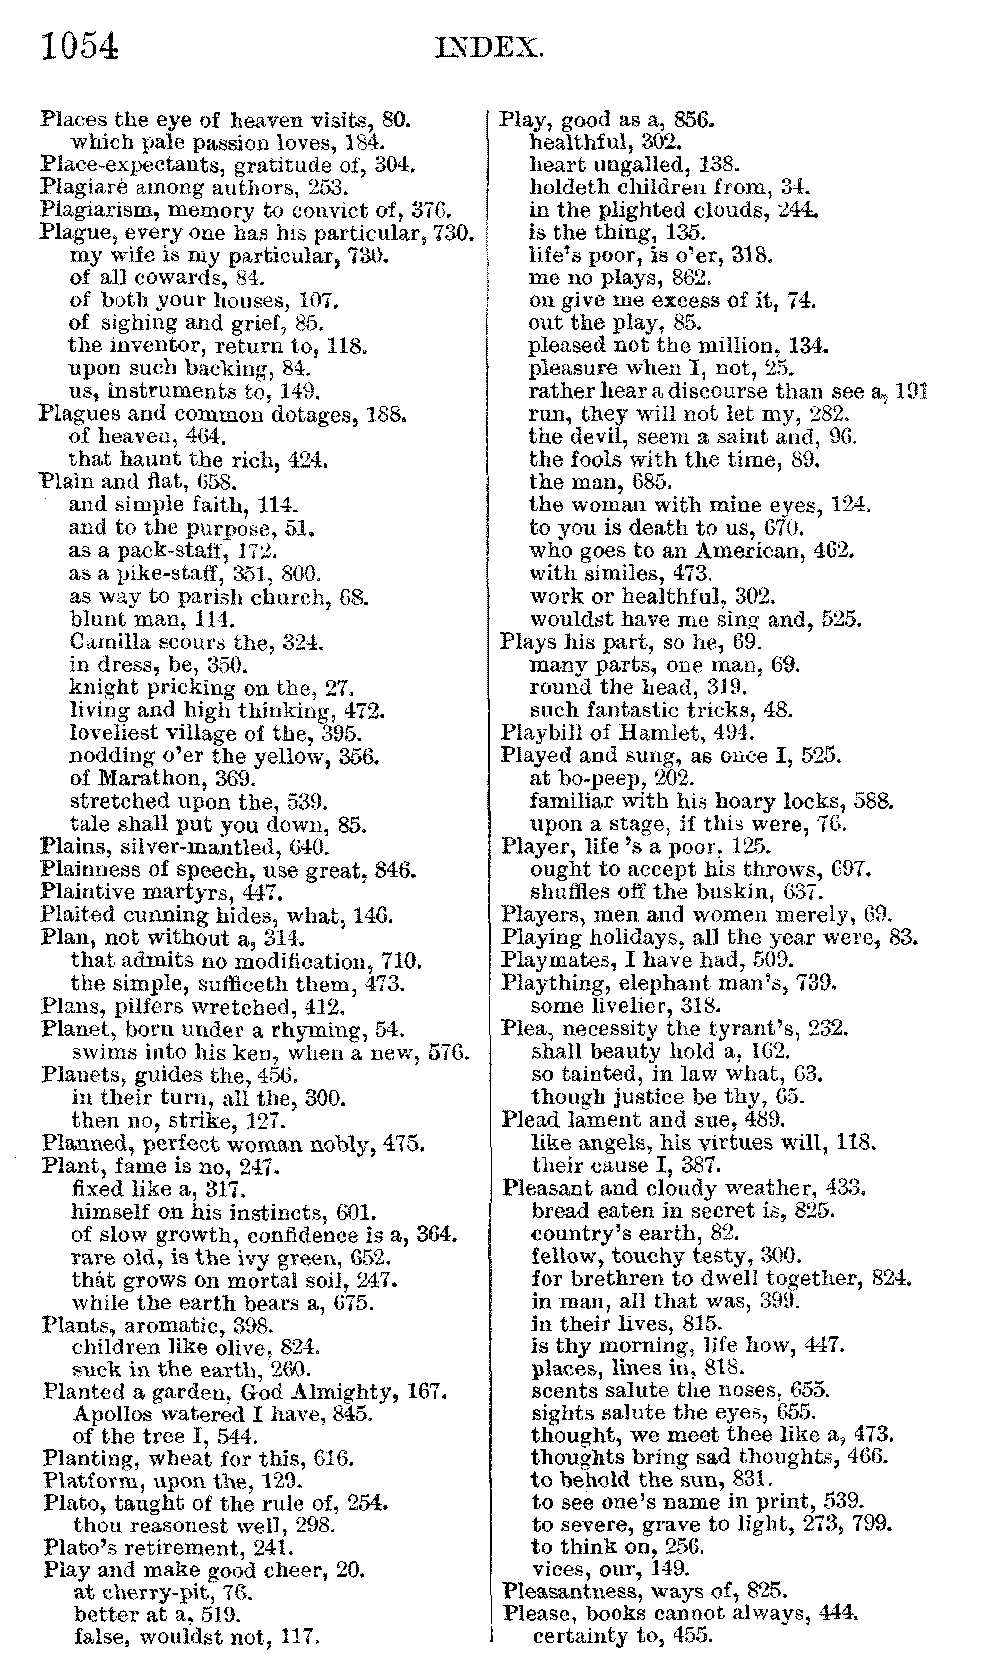 1054
INDEX.
Places the eye of heaven visits, 80.
which pale passion loves, 184.
Place-expectants, gratitude of, 304.
Plagiarè among authors, 253.
Plagiarism, memory to convict of, 376.
Plague, every one has his particular, 730.
my wife is my particular, 730.
of all cowards, 84.
of both your houses, 107.
of sighing and grief, 85.
the inventor, return to, 118.
upon such backing, 84.
us, instruments to, 149.
Plagues and common dotages, 188.
of heaven, 464.
that haunt the rich, 424.
Plain and flat, 658.
and simple faith, 114.
and to the purpose, 51.
as a pack-staff, 172.
as a pike-staff, 351, 800.
as way to parish church, 68.
blunt man, 114.
Camilla scours the, 324.
in dress, be, 350.
knight pricking on the, 27.
living and high thinking, 472.
loveliest village of the, 395.
nodding o'er the yellow, 356.
of Marathon, 369.
stretched upon the, 539.
tale shall put you down, 85.
Plains, silver-mantled, 640.
Plainness of speech, use great, 846.
Plaintive martyrs, 447.
Plaited cunning hides, what, 146.
Plan, not without a, 314.
that admits no modification, 710.
the simple, sufficeth them, 473.
Plans, pilfers wretched, 412.
Planet, born under a rhyming, 54.
swims into his ken, when a new, 576.
Planets, guides the, 456.
in their turn, all the, 300.
then no, strike, 127.
Planned, perfect woman nobly, 475.
Plant, fame is no, 247.
fixed like a, 317.
himself on his instincts, 601.
of slow growth, confidence is a, 364.
rare old, is the ivy green, 652.
that grows on mortal soil, 247.
while the earth bears a, 675.
Plants, aromatic, 398.
children like olive, 824.
suck in the earth, 260.
Planted a garden, God Almighty, 167.
Apollos watered I have, 845.
of the tree I, 544.
Planting, wheat for this, 616.
Platform, upon the, 129.
Plato, taught of the rule of, 254.
thou reasonest well, 298.
Plato's retirement, 241.
Play and make good cheer, 20.
at cherry-pit, 76.
better at a, 519.
false, wouldst not, 117.
Play, good as a, 856.
healthful, 302.
heart ungalled, 138.
holdeth children from, 34.
in the plighted clouds, 244.
is the thing, 135.
life's poor, is o'er, 318.
me no plays, 862.
on give me excess of it, 74.
out the play, 85.
pleased not the million, 134.
pleasure when I, not, 25.
rather hear a discourse than see a, 191
run, they will not let my, 282.
the devil, seem a saint and, 96.
the fools with the time, 89.
the man, 685.
the woman with mine eyes, 124.
to you is death to us, 670.
who goes to an American, 462.
with similes, 473.
work or healthful, 302.
wouldst have me sing and, 525.
Plays his part, so he, 69.
many parts, one man, 69.
round the head, 319.
such fantastic tricks, 48.
Playbill of Hamlet, 494.
Played and sung, as once I, 525.
at bo-peep, 202.
familiar with his hoary locks, 588.
upon a stage, if this were, 76.
Player, life 's a poor, 125.
ought to accept his throws, 697.
shuffles off the buskin, 637.
Players, men and women merely, 69.
Playing holidays, all the year were, 83.
Playmates, I have had, 509.
Plaything, elephant man's, 739.
some livelier, 318.
Plea, necessity the tyrant's, 232.
shall beauty hold a, 162.
so tainted, in law what, 63.
though justice be thy, 65.
Plead lament and sue, 489.
like angels, his virtues will, 118.
their cause I, 387.
Pleasant and cloudy weather, 433.
bread eaten in secret is, 825.
country's earth, 82.
fellow, touchy testy, 300.
for brethren to dwell together, 824.
in man, all that was, 399.
in their lives, 815.
is thy morning, life how, 447.
places, lines in, 818.
scents salute the noses, 655.
sights salute the eyes, 655.
thought, we meet thee like a, 473.
thoughts bring sad thoughts, 466.
to behold the sun, 831.
to see one's name in print, 539.
to severe, grave to light, 273, 799.
to think on, 256.
vices, our, 149.
Pleasantness, ways of, 825.
Please, books cannot always, 444.
certainty to, 455.